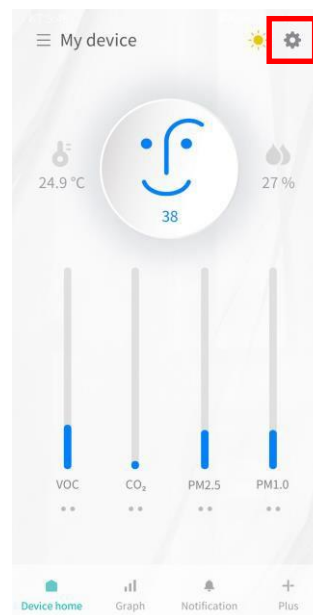 My device
24.9 °C
27 %
38
VOC CO₂ PM2.5 PM1.0
Device home Graph Notification Plus